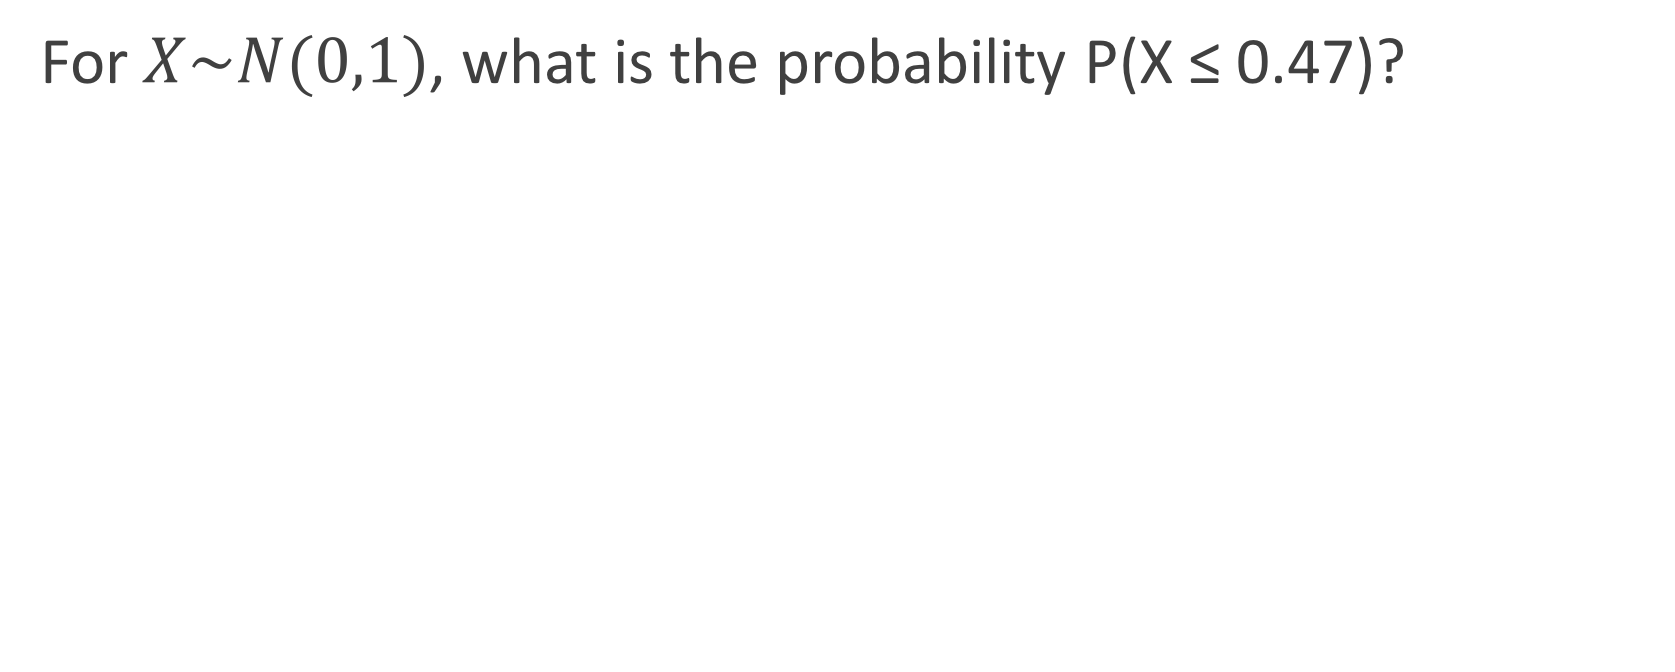 For X~N(0,1), what is the probability P(X ≤ 0.47)?